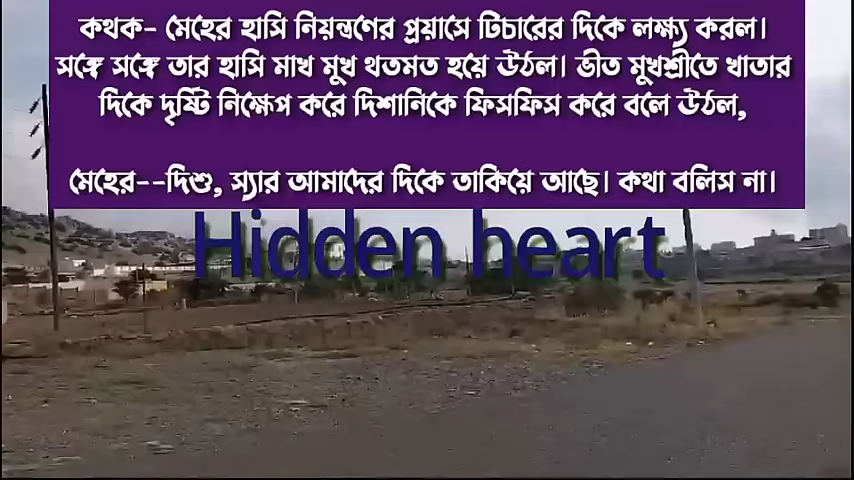 কথক- মেহের হাসি নিয়ন্ত্রণের প্রয়াসে টিচারের দিকে লক্ষ্য করল।
সঙ্গে সঙ্গে তার হাসি মাখ মুখ থতমত হয়ে উঠল। ভীত মুখশ্রীতে খাতার
দিকে দৃষ্টি নিক্ষেপ করে দিশানিকে ফিসফিস করে বলে উঠল,
মেহের--দিশু, স্যার আমাদের দিকে তাকিয়ে আছে। কথা বলিস না।
Hidden heart